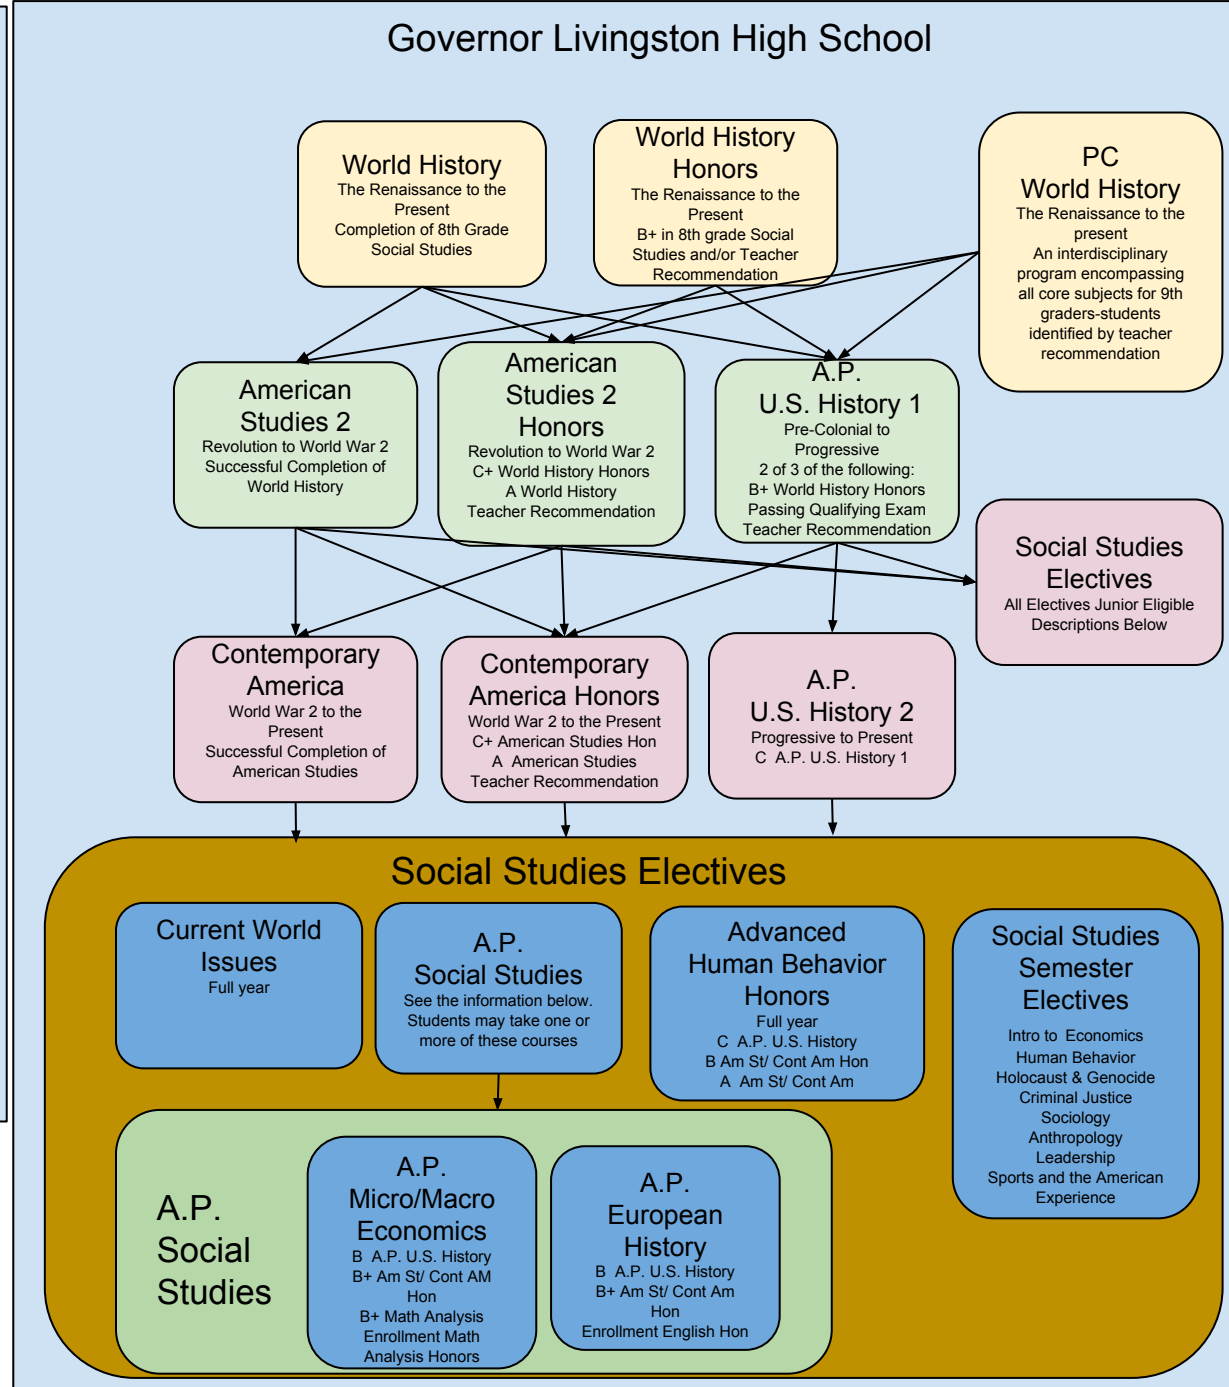 Governor Livingston High School
World History
The Renaissance to the
Present
Completion of 8th Grade
Social Studies
World History
Honors
The Renaissance to the
Present
B+ in 8th grade Social
Studies and/or Teacher
Recommendation
PC
World History
The Renaissance to the
present
An interdisciplinary
program encompassing
all core subjects for 9th
graders-students
identified by teacher
recommendation
American
Studies 2
Revolution to World War 2
Successful Completion of
World History
American
Studies 2
Honors
Revolution to World War 2
C+ World History Honors
A World History
Teacher Recommendation
A.P.
U.S. History 1
Pre-Colonial to
Progressive
2 of 3 of the following:
B+ World History Honors
Passing Qualifying Exam
Teacher Recommendation
Social Studies
Electives
All Electives Junior Eligible
Descriptions Below
Contemporary
America
World War 2 to the
Present
Successful Completion of
American Studies
Contemporary
America Honors
World War 2 to the Present
C+ American Studies Hon
A American Studies
Teacher Recommendation
A.P.
U.S. History 2
Progressive to Present
C A.P. U.S. History 1
Social Studies Electives
Current World
Issues
Full year
A.P.
Social Studies
See the information below.
Students may take one or
more of these courses
Advanced
Human Behavior
Honors
Full year
C A.P. U.S. History
B Am St/ Cont Am Hon
A Am St/ Cont Am
Social Studies
Semester
Electives
Intro to Economics
Human Behavior
Holocaust & Genocide
Criminal Justice
Sociology
Anthropology
Leadership
Sports and the American
Experience
A.P.
Social
Studies
A.P.
Micro/Macro
Economics
B A.P. U.S. History
B+ Am St/ Cont AM
Hon
B+ Math Analysis
Enrollment Math
Analysis Honors
A.P.
European
History
B A.P. U.S. History
B+ Am St/ Cont Am
Hon
Enrollment English Hon